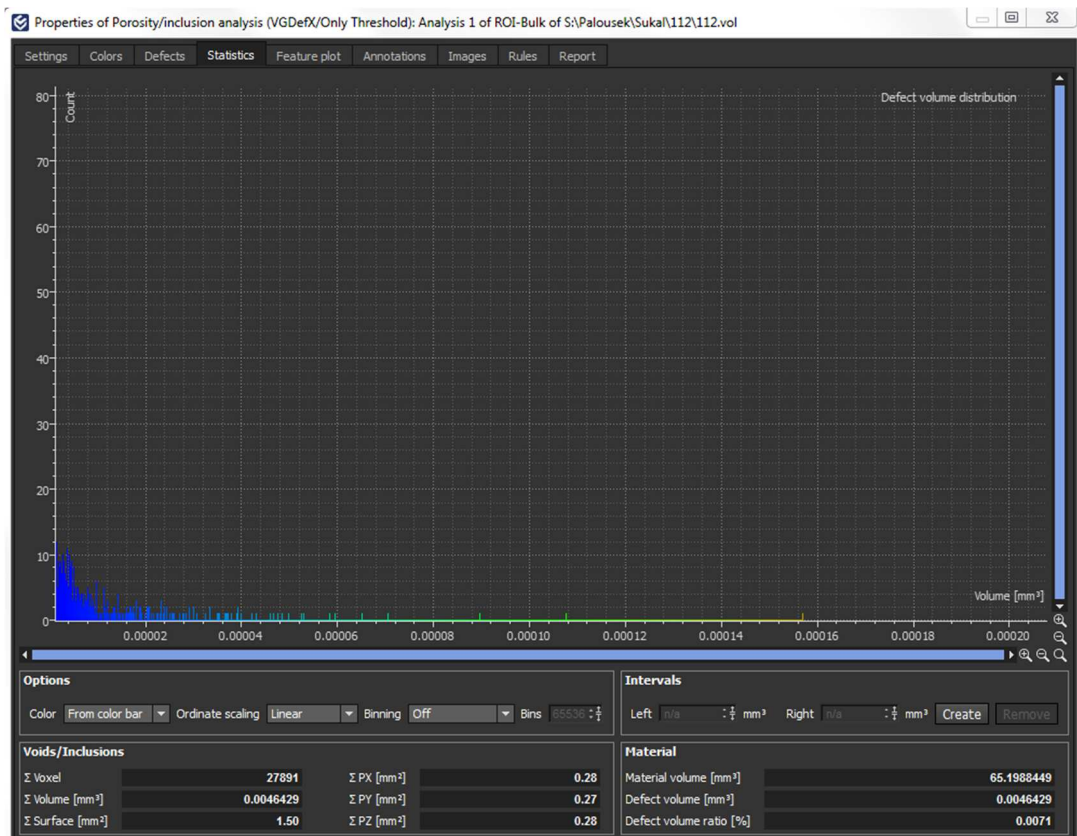 Properties of Porosity/inclusion analysis (VGDefX/Only Threshold): Analysis 1 of ROI-Bulk of S:\Palousek\Sukal\112\112.vol
Settings Colors Defects Statistics Feature plot Annotations Images Rules Report
Defect volume distribution
Count
80
70
60
50
40
30
20
10
0
Volume [mm³]
0.00002 0.00004 0.00006 0.00008 0.00010 0.00012 0.00014 0.00016 0.00018 0.00020
Options
Color From color bar Ordinate scaling Linear Binning Off Bins 65536
Intervals
Left n/a mm³ Right n/a mm³ Create Remove
Voids/Inclusions
Σ Voxel 27891 Σ PX [mm²] 0.28
Σ Volume [mm³] 0.0046429 Σ PY [mm²] 0.27
Σ Surface [mm²] 1.50 Σ PZ [mm²] 0.28
Material
Material volume [mm³] 65.1988449
Defect volume [mm³] 0.0046429
Defect volume ratio [%] 0.0071